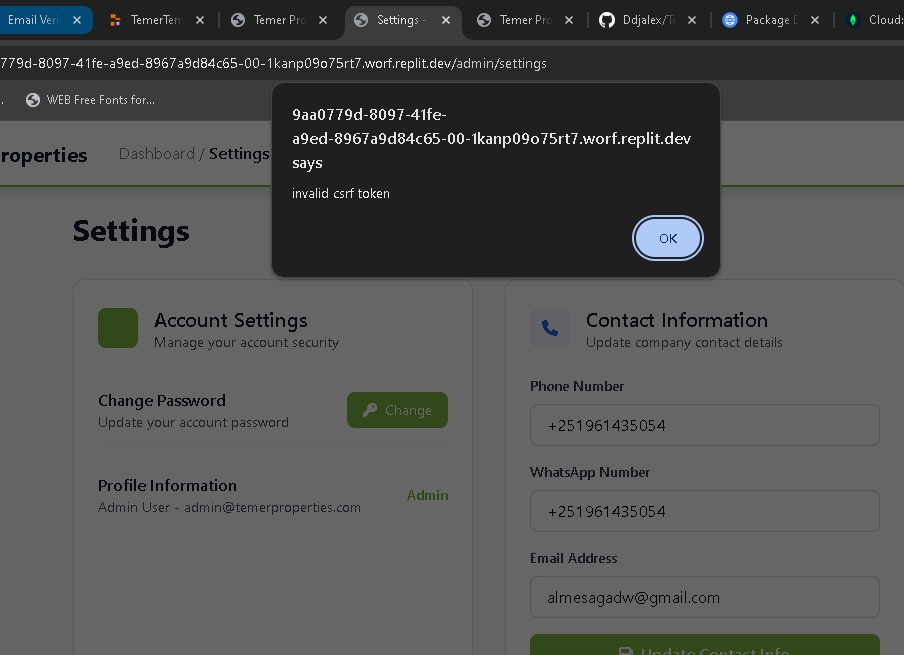 Email Veri
TemerTem
Temer Pro
Settings -
Temer Pro
Ddjalex/T
Package D
Cloud:
779d-8097-41fe-a9ed-8967a9d84c65-00-1kanp09o75rt7.worf.replit.dev/admin/settings
WEB Free Fonts for...
9aa0779d-8097-41fe-
a9ed-8967a9d84c65-00-1kanp09o75rt7.worf.replit.dev
says
invalid csrf token
OK
roperties
Dashboard / Settings
Settings
Account Settings
Manage your account security
Change Password
Update your account password
Change
Profile Information
Admin User - admin@temerproperties.com
Admin
Contact Information
Update company contact details
Phone Number
+251961435054
WhatsApp Number
+251961435054
Email Address
almesagadw@gmail.com
Update Contact Info